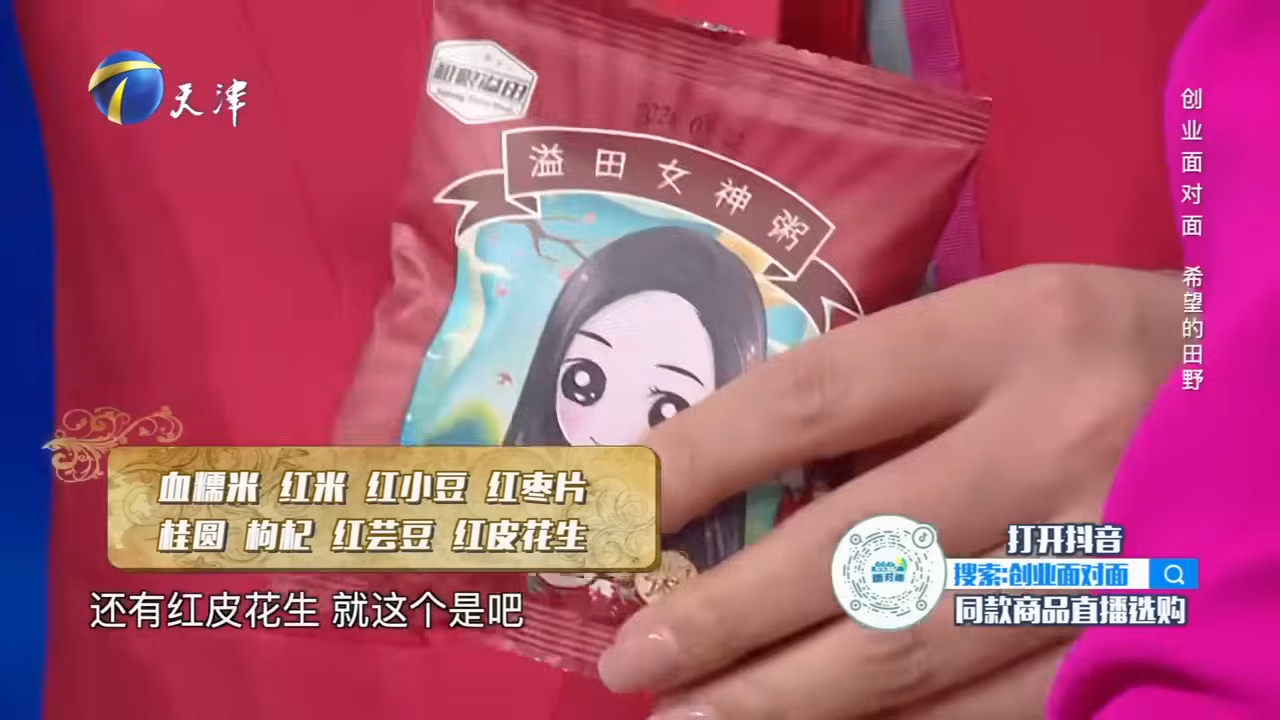 天津
溢田女神粥
创业面对面 希望的田野
血糯米 红米 红小豆 红枣片
桂圆 枸杞 红芸豆 红皮花生
还有红皮花生 就这个是吧
打开抖音
搜索:创业面对面
同款商品直播选购